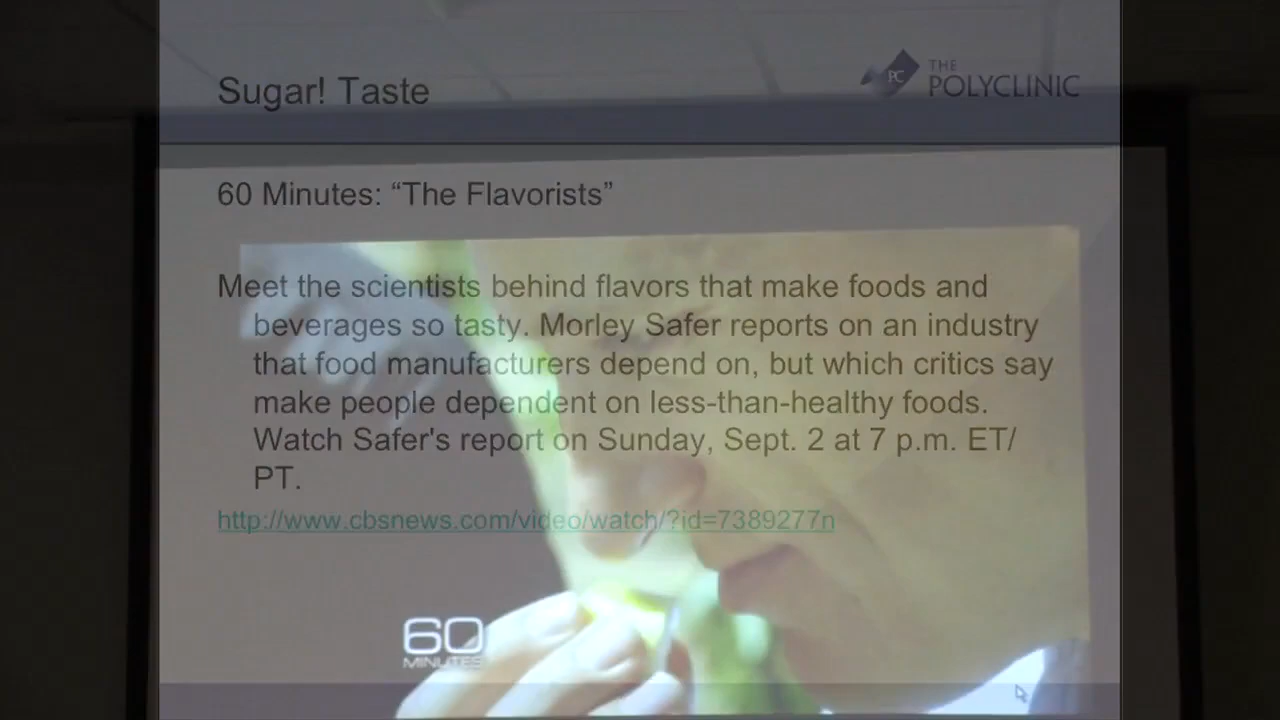 Sugar! Taste
PC
THE
POLYCLINIC
60 Minutes: “The Flavorists”
Meet the scientists behind flavors that make foods and
beverages so tasty. Morley Safer reports on an industry
that food manufacturers depend on, but which critics say
make people dependent on less-than-healthy foods.
Watch Safer's report on Sunday, Sept. 2 at 7 p.m. ET/
PT.
http://www.cbsnews.com/video/watch/?id=7389277n
60
MINUTES